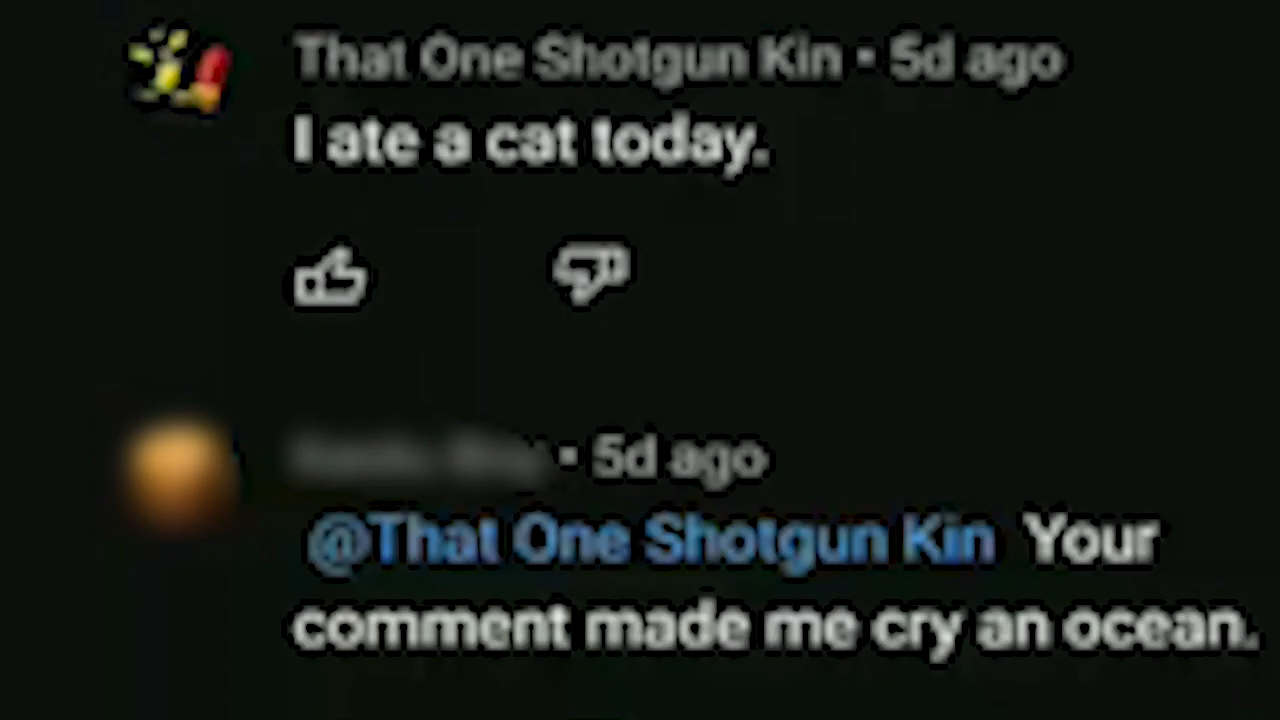 That One Shotgun Kin • 5d ago
I ate a cat today.
• 5d ago
@That One Shotgun Kin Your
comment made me cry an ocean.